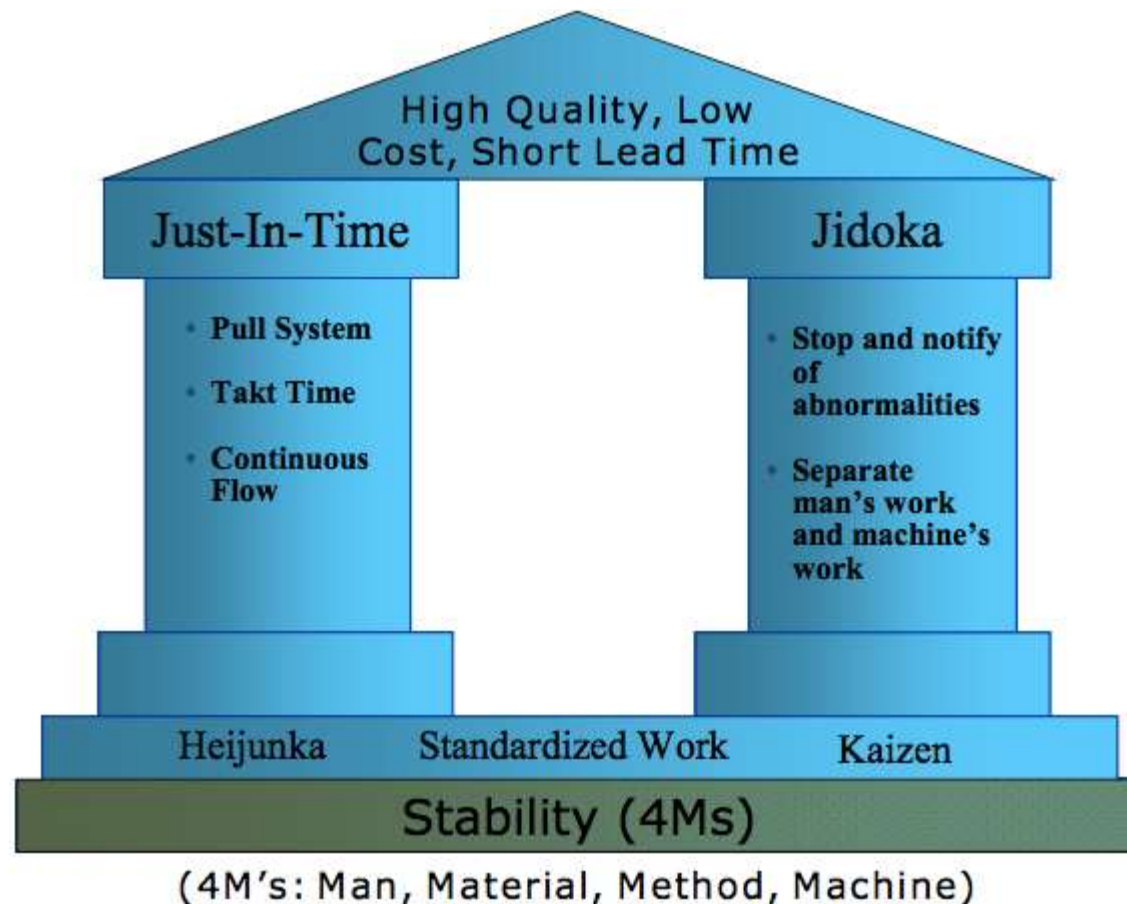 High Quality, Low
Cost, Short Lead Time
Just-In-Time
Jidoka
• Pull System
• Takt Time
• Continuous
Flow
• Stop and notify
of
abnormalities
• Separate
man’s work
and machine’s
work
Heijunka Standardized Work Kaizen
Stability (4Ms)
(4M’s: Man, Material, Method, Machine)